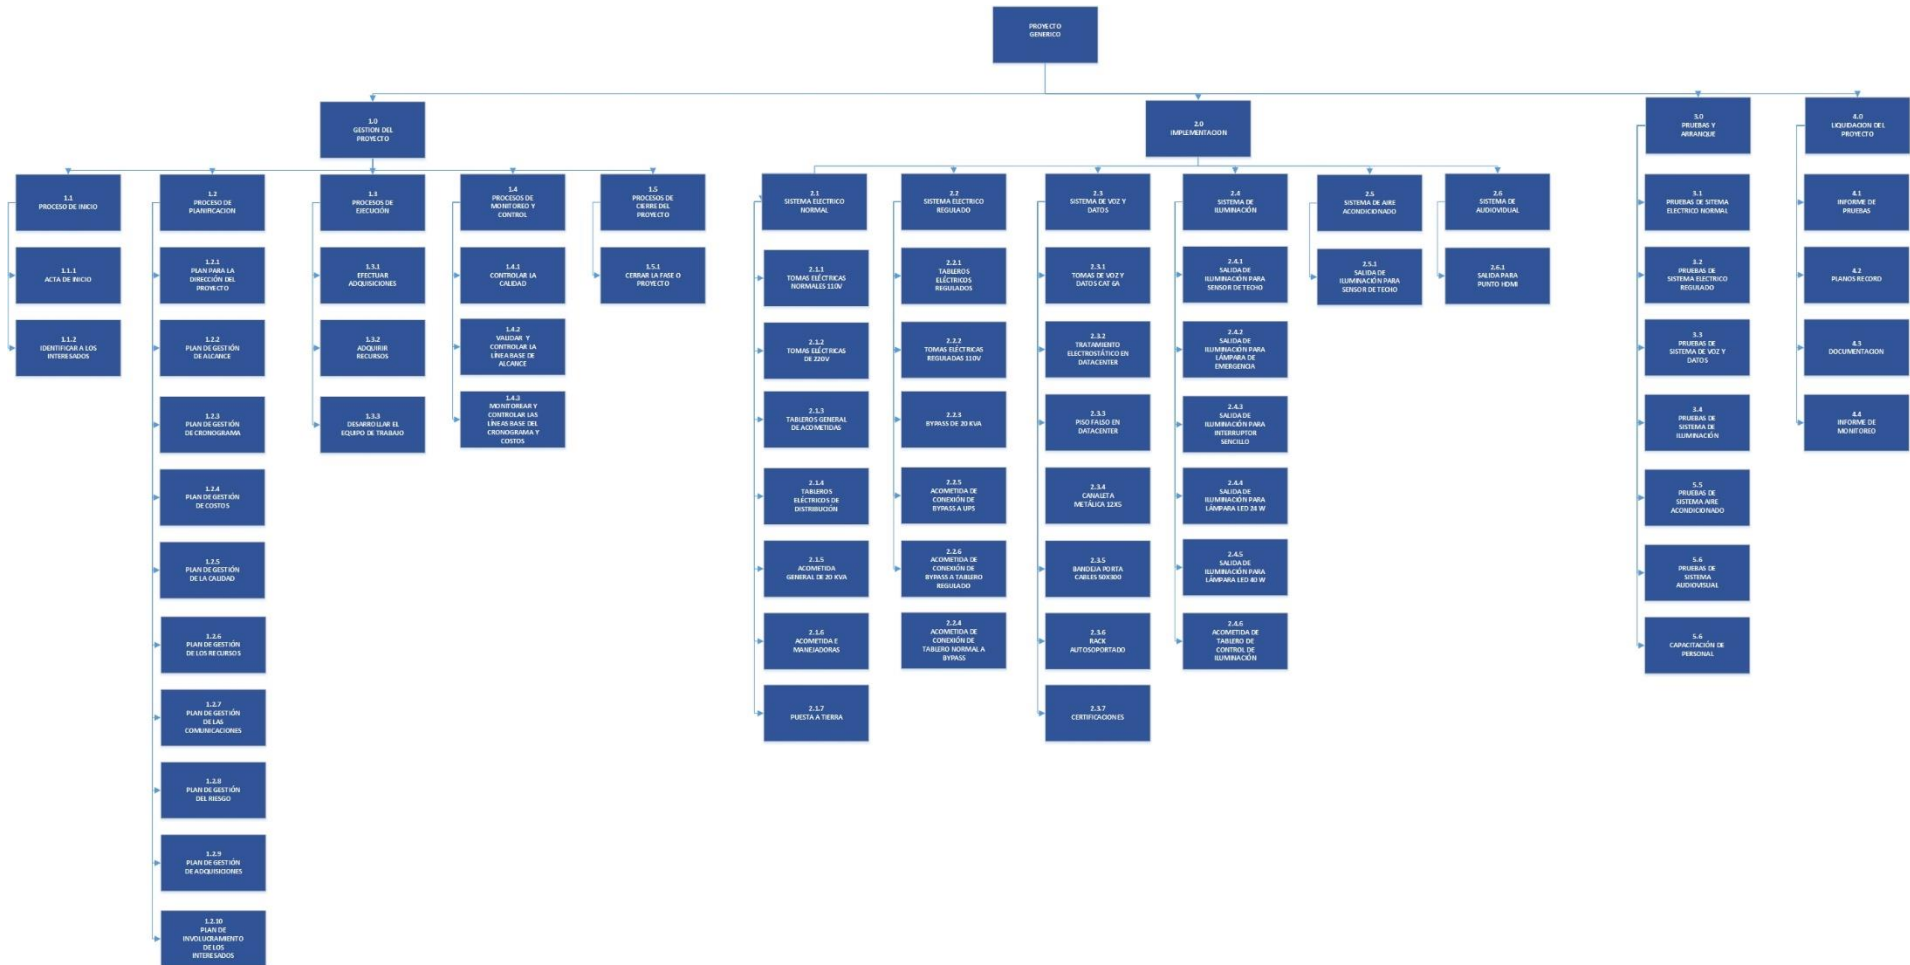 PROYECTO
GENERICO
1.0
GESTION DEL
PROYECTO
2.0
IMPLEMENTACION
3.0
PRUEBAS Y
ARRANQUE
4.0
LIQUIDACION DEL
PROYECTO
1.1
PROCESO DE INICIO
1.1.1
ACTA DE INICIO
1.1.2
IDENTIFICAR A LOS
INTERESADOS
1.2
PROCESO DE
PLANIFICACION
1.2.1
PLAN PARA LA
DIRECCIÓN DEL
PROYECTO
1.2.2
PLAN DE GESTIÓN
DE ALCANCE
1.2.3
PLAN DE GESTIÓN
DE CRONOGRAMA
1.2.4
PLAN DE GESTIÓN
DE COSTOS
1.2.5
PLAN DE GESTIÓN
DE LA CALIDAD
1.2.6
PLAN DE GESTIÓN
DE LOS RECURSOS
1.2.7
PLAN DE GESTIÓN
DE LAS
COMUNICACIONES
1.2.8
PLAN DE GESTIÓN
DEL RIESGO
1.2.9
PLAN DE GESTIÓN
DE ADQUISICIONES
1.2.10
PLAN DE
INVOLUCRAMIENTO
DE LOS
INTERESADOS
1.3
PROCESOS DE
EJECUCIÓN
1.3.1
EFECTUAR
ADQUISICIONES
1.3.2
ADQUIRIR
RECURSOS
1.3.3
DESARROLLAR EL
EQUIPO DE TRABAJO
1.4
PROCESOS DE
MONITOREO Y
CONTROL
1.4.1
CONTROLAR LA
CALIDAD
1.4.2
VALIDAR Y
CONTROLAR LA
LÍNEA BASE DE
ALCANCE
1.4.3
MONITOREAR Y
CONTROLAR LAS
LÍNEAS BASE DEL
CRONOGRAMA Y
COSTOS
1.5
PROCESOS DE
CIERRE DEL
PROYECTO
1.5.1
CERRAR LA FASE O
PROYECTO
2.1
SISTEMA ELECTRICO
NORMAL
2.1.1
TOMAS ELÉCTRICAS
NORMALES 110V
2.1.2
TOMAS ELÉCTRICAS
DE 220V
2.1.3
TABLEROS GENERAL
DE ACOMETIDAS
2.1.4
TABLEROS
ELÉCTRICOS DE
DISTRIBUCIÓN
2.1.5
ACOMETIDA
GENERAL DE 20 KVA
2.1.6
ACOMETIDA E
MANEJADORAS
2.1.7
PUESTA A TIERRA
2.2
SISTEMA ELECTRICO
REGULADO
2.2.1
TABLEROS
ELÉCTRICOS
REGULADOS
2.2.2
TOMAS ELÉCTRICAS
REGULADAS 110V
2.2.3
BYPASS DE 20 KVA
2.2.5
ACOMETIDA DE
CONEXIÓN DE
BYPASS A UPS
2.2.6
ACOMETIDA DE
CONEXIÓN DE
BYPASS A TABLERO
REGULADO
2.2.4
ACOMETIDA DE
CONEXIÓN DE
TABLERO NORMAL A
BYPASS
2.3
SISTEMA DE VOZ Y
DATOS
2.3.1
TOMAS DE VOZ Y
DATOS CAT 6A
2.3.2
TRATAMIENTO
ELECTROSTÁTICO EN
DATACENTER
2.3.3
PISO FALSO EN
DATACENTER
2.3.4
CANALETA
METÁLICA 12X5
2.3.5
BANDEJA PORTA
CABLES 50X300
2.3.6
RACK
AUTOSOPORTADO
2.3.7
CERTIFICACIONES
2.4
SISTEMA DE
ILUMINACIÓN
2.4.1
SALIDA DE
ILUMINACIÓN PARA
SENSOR DE TECHO
2.4.2
SALIDA DE
ILUMINACIÓN PARA
LÁMPARA DE
EMERGENCIA
2.4.3
SALIDA DE
ILUMINACIÓN PARA
INTERRUPTOR
SENCILLO
2.4.4
SALIDA DE
ILUMINACIÓN PARA
LÁMPARA LED 24 W
2.4.5
SALIDA DE
ILUMINACIÓN PARA
LÁMPARA LED 40 W
2.4.6
ACOMETIDA DE
TABLERO DE
CONTROL DE
ILUMINACIÓN
2.5
SISTEMA DE AIRE
ACONDICIONADO
2.5.1
SALIDA DE
ILUMINACIÓN PARA
SENSOR DE TECHO
2.6
SISTEMA DE
AUDIOVIDUAL
2.6.1
SALIDA PARA
PUNTO HDMI
3.1
PRUEBAS DE SITEMA
ELECTRICO NORMAL
3.2
PRUEBAS DE
SISTEMA ELECTRICO
REGULADO
3.3
PRUEBAS DE
SISTEMA DE VOZ Y
DATOS
3.4
PRUEBAS DE
SISTEMA DE
ILUMINACIÓN
5.5
PRUEBAS DE
SISTEMA AIRE
ACONDICIONADO
5.6
PRUEBAS DE
SISTEMA
AUDIOVISUAL
5.6
CAPACITACIÓN DE
PERSONAL
4.1
INFORME DE
PRUEBAS
4.2
PLANOS RECORD
4.3
DOCUMENTACION
4.4
INFORME DE
MONITOREO